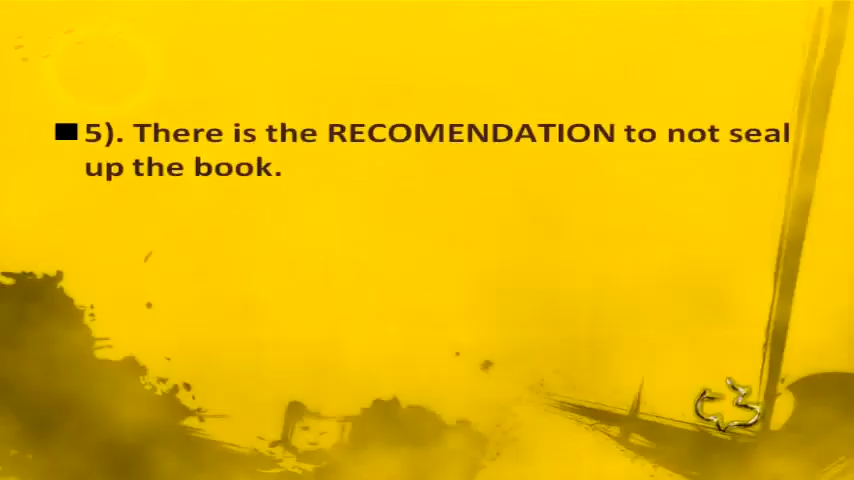 5). There is the RECOMENDATION to not seal
up the book.